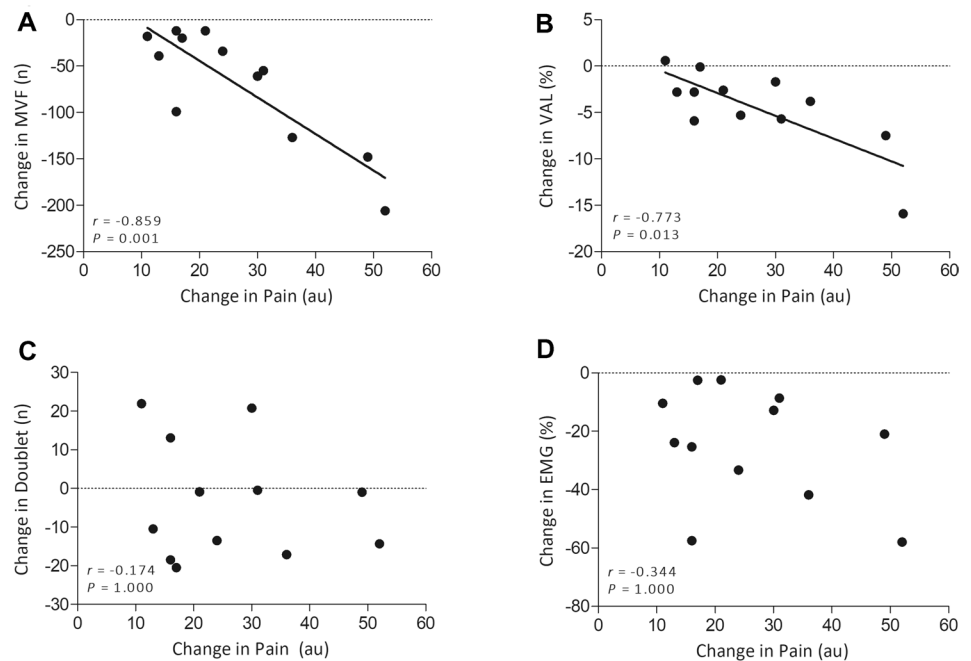 A
Change in MVF (n)
0
-50
-100
-150
-200
-250
r = -0.859
P = 0.001
0 10 20 30 40 50 60
Change in Pain (au)
B
Change in VAL (%)
5
0
-5
-10
-15
-20
r = -0.773
P = 0.013
0 10 20 30 40 50 60
Change in Pain (au)
C
Change in Doublet (n)
30
20
10
0
-10
-20
-30
r = -0.174
P = 1.000
0 10 20 30 40 50 60
Change in Pain (au)
D
Change in EMG (%)
0
-20
-40
-60
-80
r = -0.344
P = 1.000
0 10 20 30 40 50 60
Change in Pain (au)